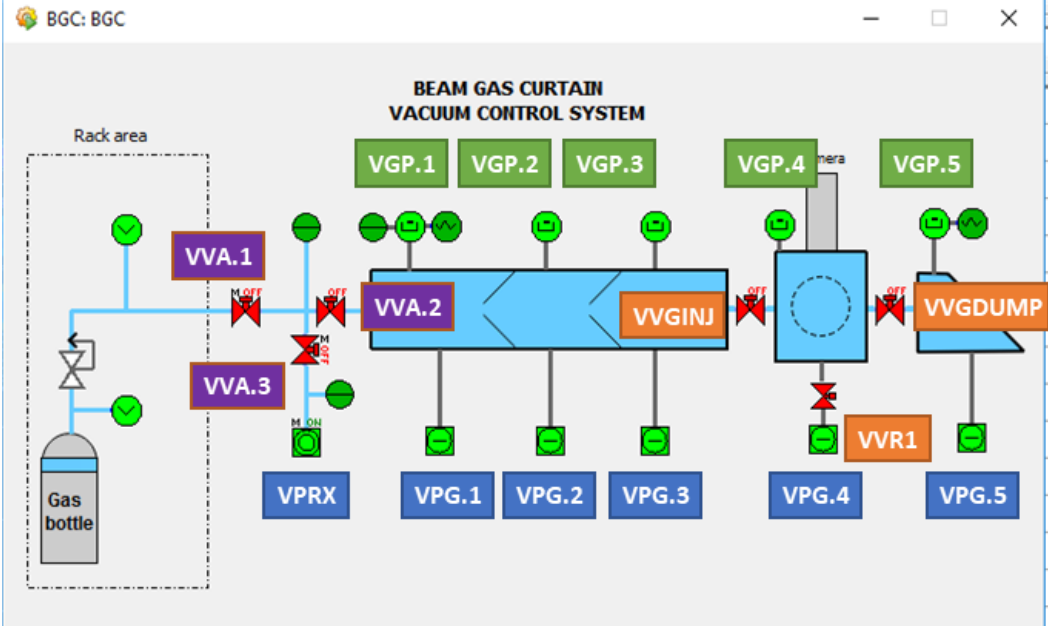 BGC: BGC
BEAM GAS CURTAIN
VACUUM CONTROL SYSTEM
Rack area
VGP.1 VGP.2 VGP.3 VGP.4 mera VGP.5
VVA.1
M OFF OFF
VVA.2
VVGINJ
OFF OFF
VVGDUMP
M OFF
VVA.3
M ON
VVR1
Gas
bottle
VPRX VPG.1 VPG.2 VPG.3 VPG.4 VPG.5